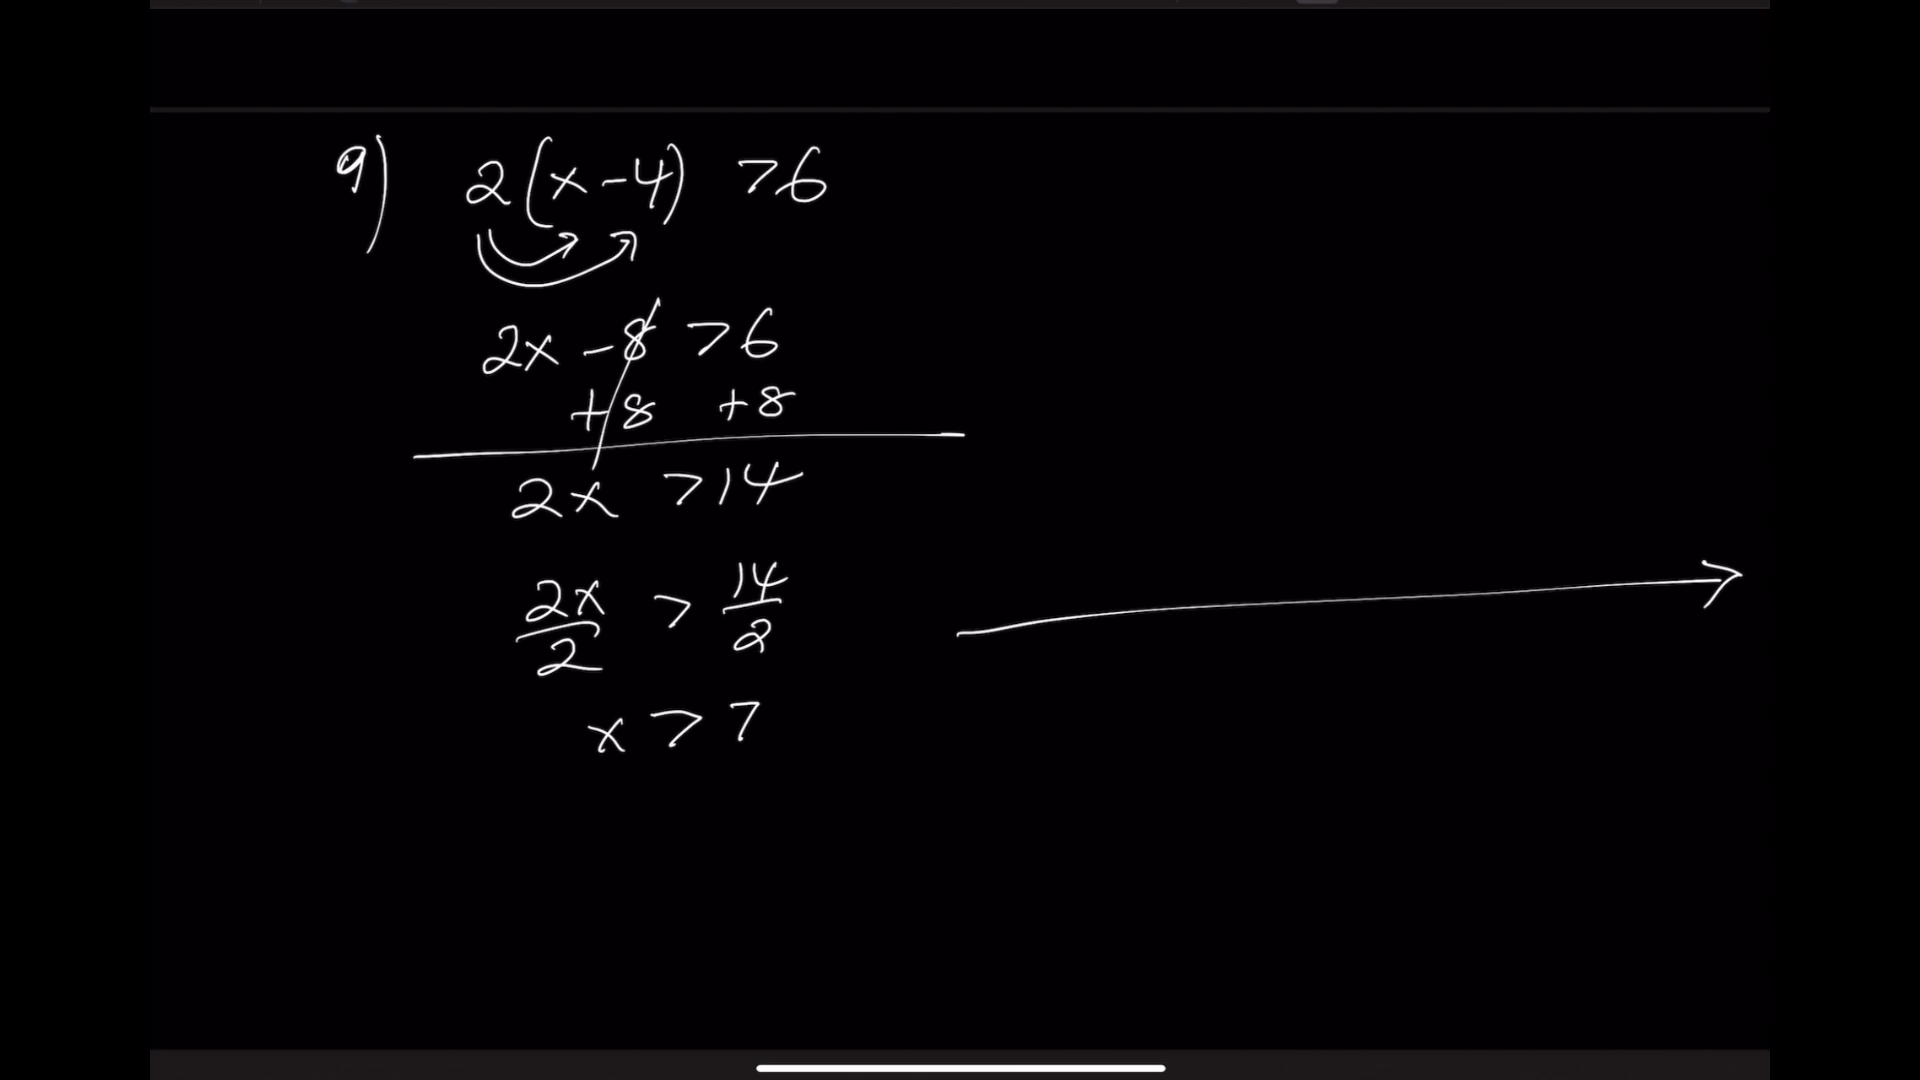 9) 2(x-4) >6
2x -8 >6
+8 +8
2x >14
2x/2 > 14/2
x > 7